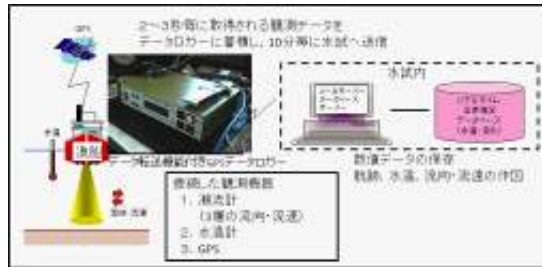 GPS
2〜3秒毎に取得される観測データを
データロガーに蓄積し、10分毎に水試へ送信
水試内
メールサーバー
データベース
サーバー
リアルタイム
データベース
水温
漁船
データ転送機能付きGPSデータロガー
流向・流速
数値データの保存
軌跡、水温、流向・流速の作図
接続した観測機器
1. 潮流計
(3層の流向・流速)
2. 水温計
3. GPS